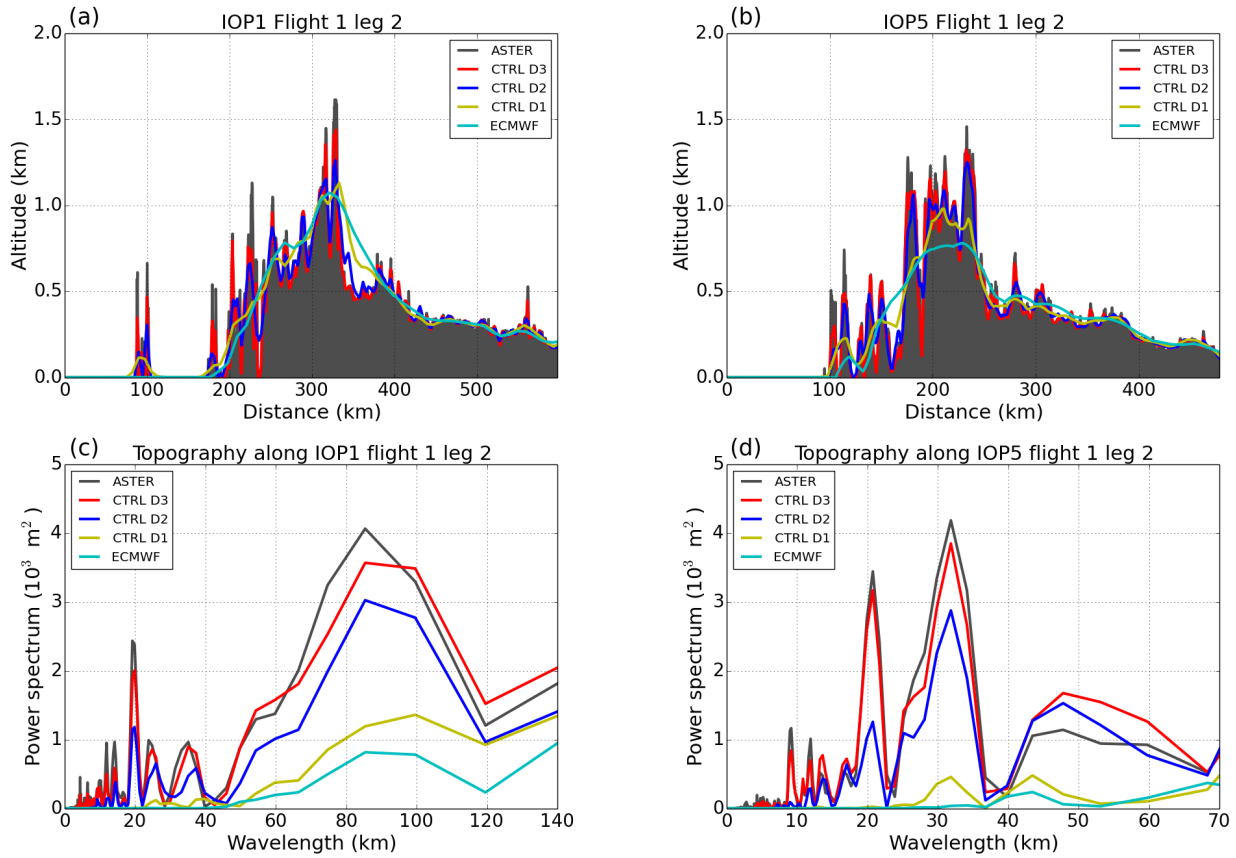 (a)
IOP1 Flight 1 leg 2
2.0
1.5
1.0
0.5
0.0
Altitude (km)
ASTER
CTRL D3
CTRL D2
CTRL D1
ECMWF
0 100 200 300 400 500
Distance (km)
(b)
IOP5 Flight 1 leg 2
2.0
1.5
1.0
0.5
0.0
Altitude (km)
ASTER
CTRL D3
CTRL D2
CTRL D1
ECMWF
0 100 200 300 400
Distance (km)
(c)
Topography along IOP1 flight 1 leg 2
5
4
3
2
1
0
Power spectrum (10³ m²)
ASTER
CTRL D3
CTRL D2
CTRL D1
ECMWF
0 20 40 60 80 100 120 140
Wavelength (km)
(d)
Topography along IOP5 flight 1 leg 2
5
4
3
2
1
0
Power spectrum (10³ m²)
ASTER
CTRL D3
CTRL D2
CTRL D1
ECMWF
0 10 20 30 40 50 60 70
Wavelength (km)